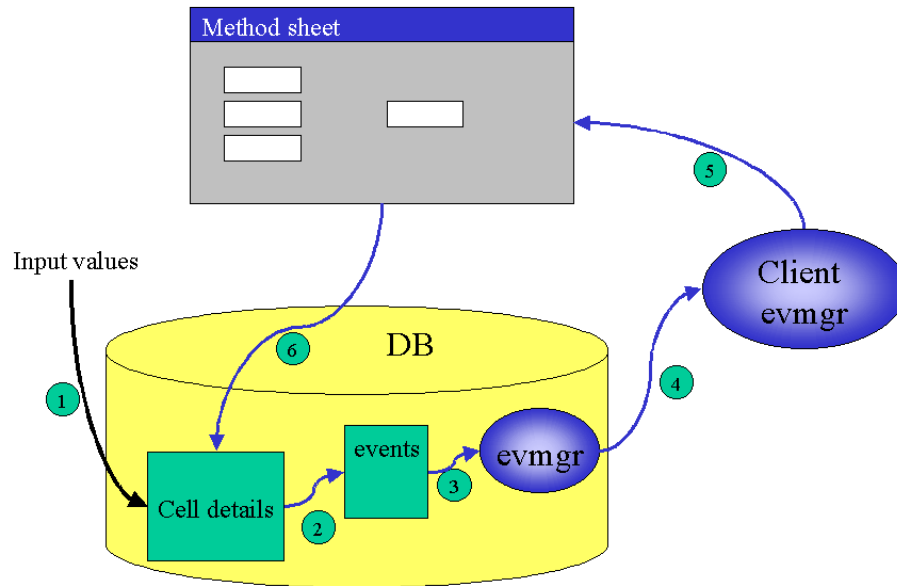 Method sheet
5
Input values
Client
evmgr
6
DB
4
1
events
evmgr
3
Cell details
2